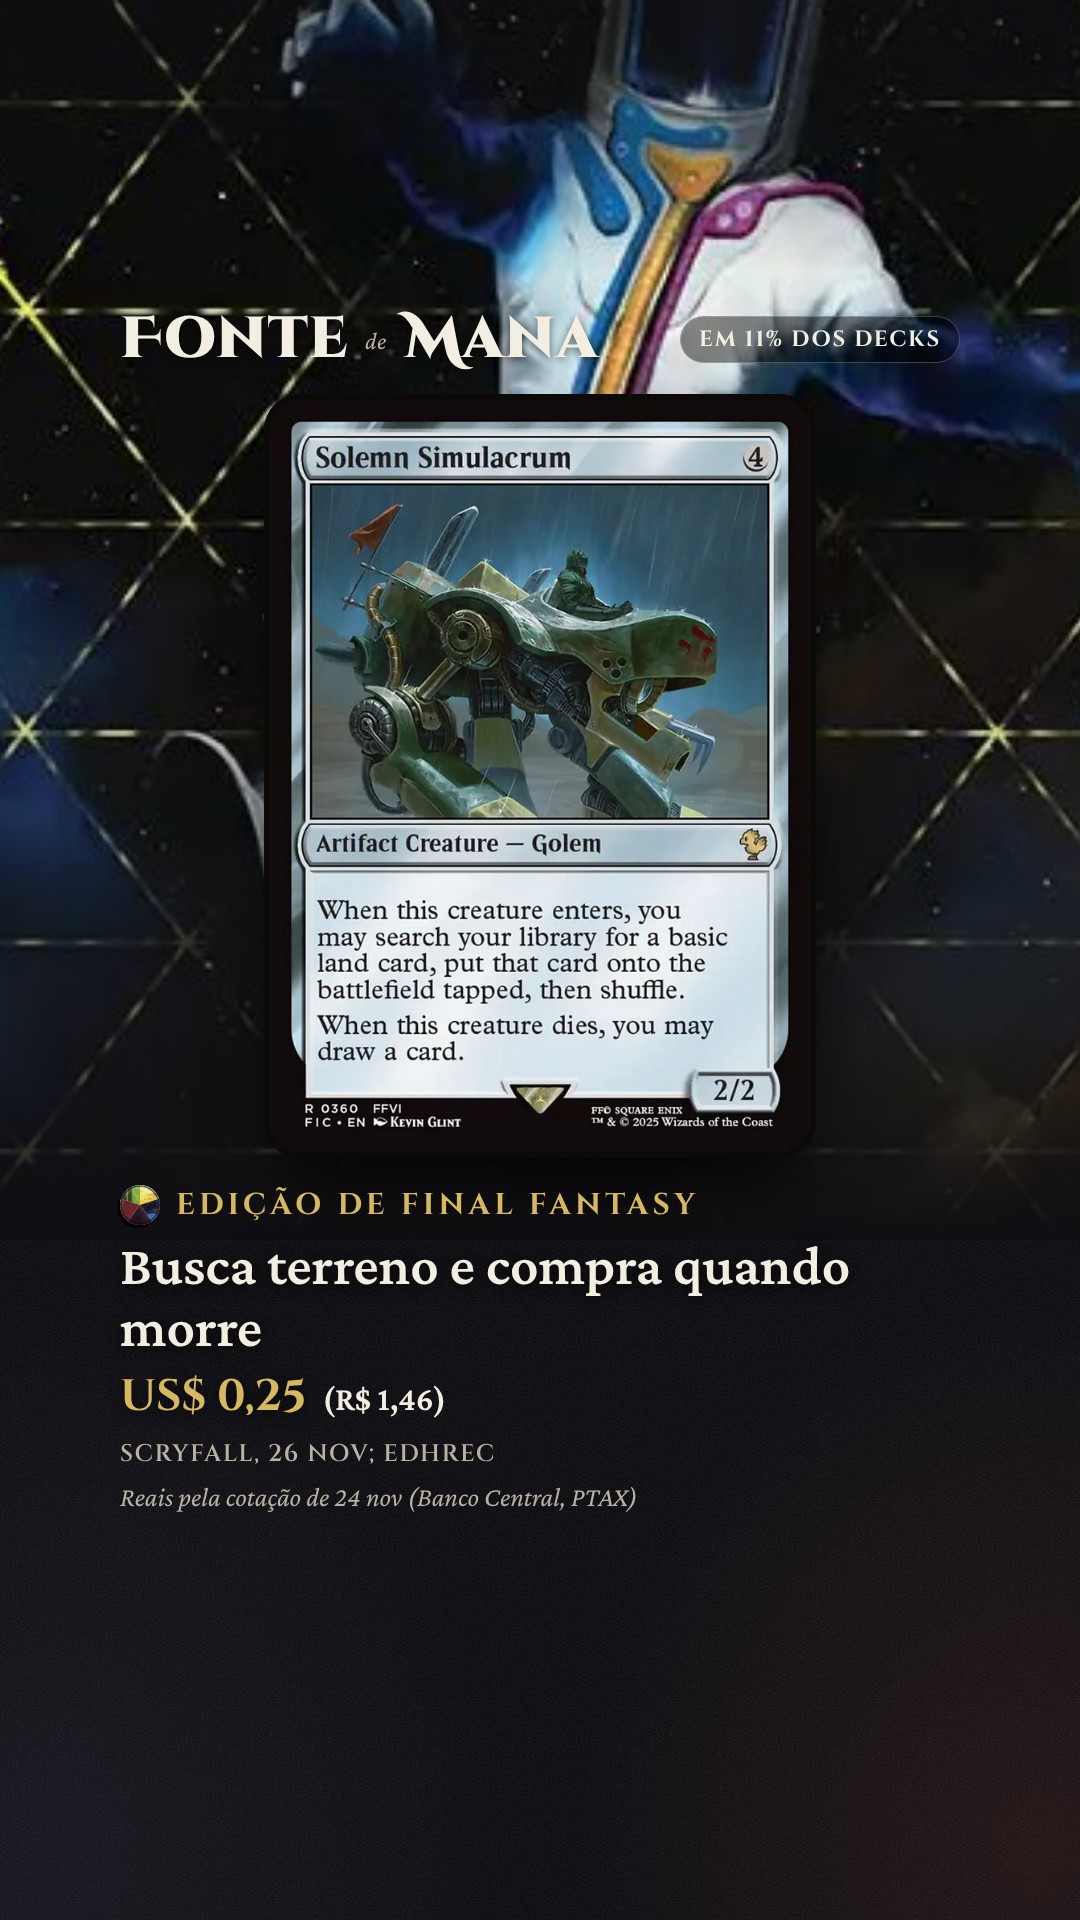 FONTE de MANA
EM 11% DOS DECKS
Solemn Simulacrum 4
Artifact Creature — Golem
When this creature enters, you
may search your library for a basic
land card, put that card onto the
battlefield tapped, then shuffle.
When this creature dies, you may
draw a card.
2/2
R 0360 FFVI
FIC • EN KEVIN GLINT
FF© SQUARE ENIX
™ & © 2025 Wizards of the Coast
EDIÇÃO DE FINAL FANTASY
Busca terreno e compra quando
morre
US$ 0,25 (R$ 1,46)
SCRYFALL, 26 NOV; EDHREC
Reais pela cotação de 24 nov (Banco Central, PTAX)